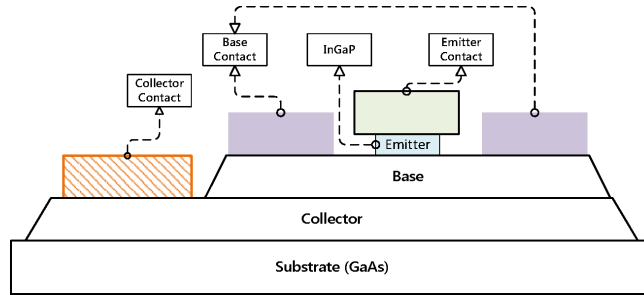 Base
Contact
InGaP
Emitter
Contact
Collector
Contact
Emitter
Base
Collector
Substrate (GaAs)